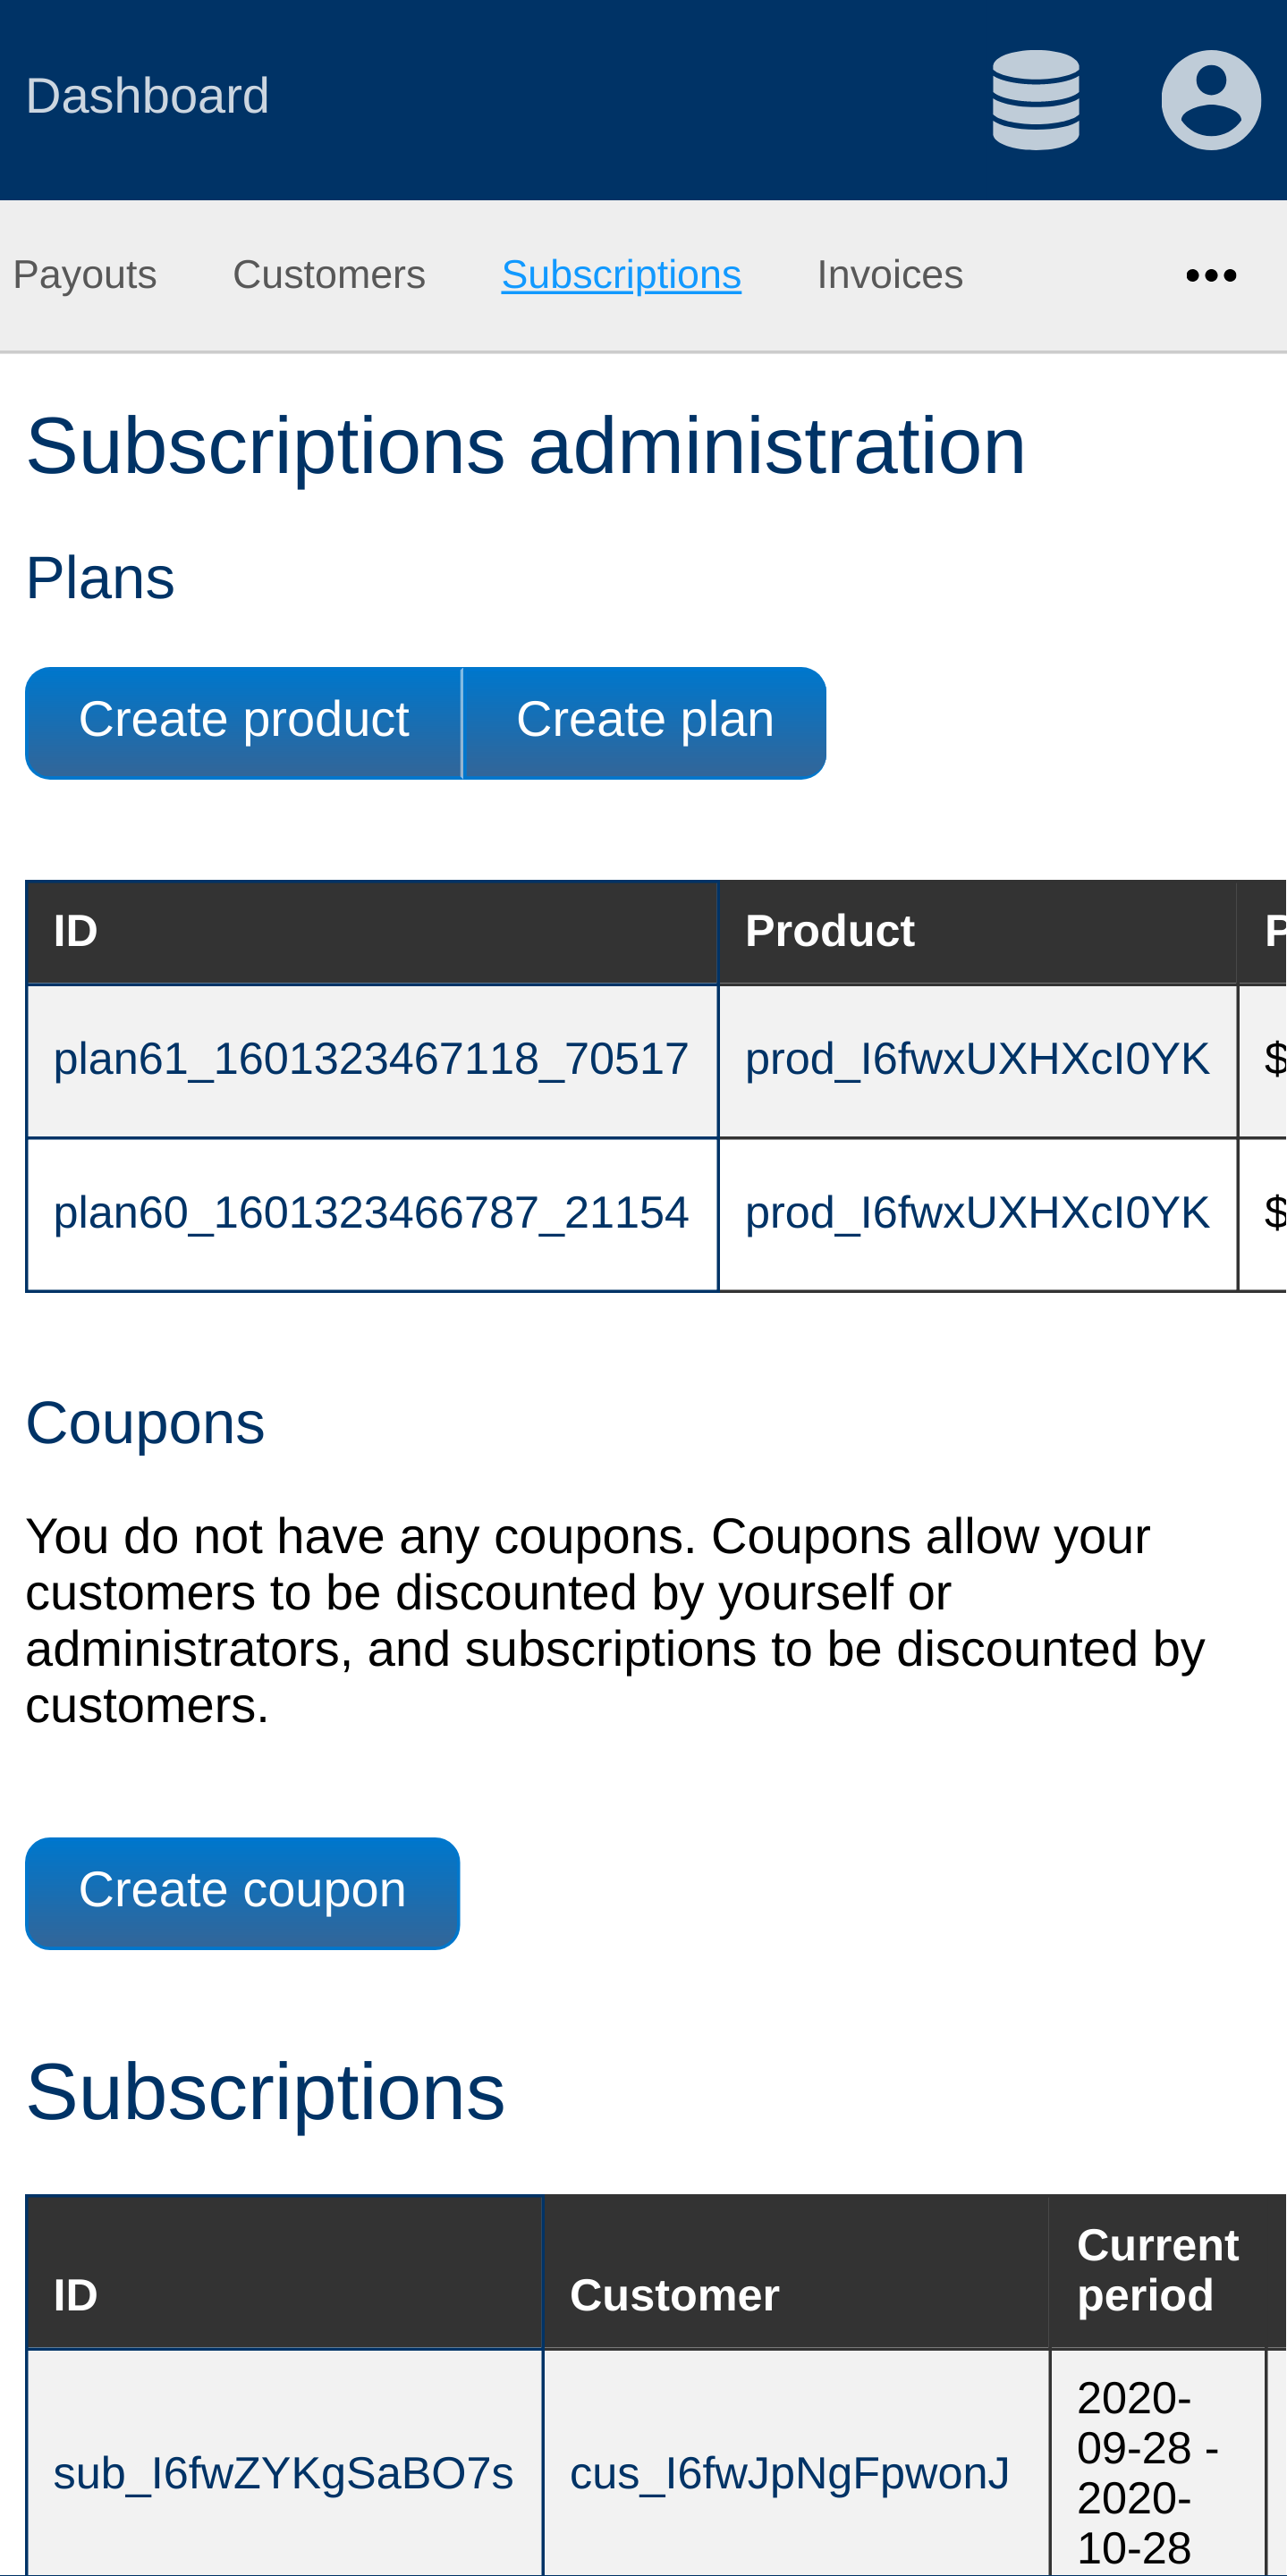 Dashboard
Payouts Customers Subscriptions Invoices •••
Subscriptions administration
Plans
Create product Create plan
ID Product P
plan61_1601323467118_70517 prod_I6fwxUXHXcI0YK $
plan60_1601323466787_21154 prod_I6fwxUXHXcI0YK $
Coupons
You do not have any coupons. Coupons allow your
customers to be discounted by yourself or
administrators, and subscriptions to be discounted by
customers.
Create coupon
Subscriptions
ID Customer Current
period
sub_I6fwZYKgSaBO7s cus_I6fwJpNgFpwonJ 2020-
09-28 -
2020-
10-28